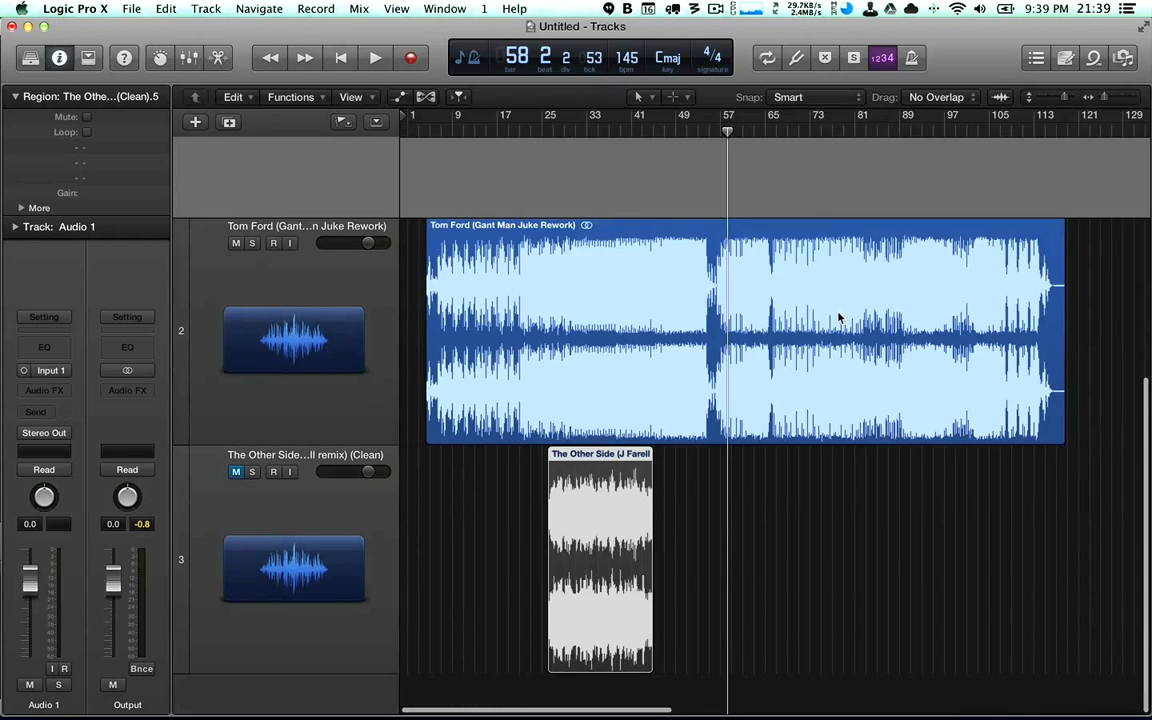 Logic Pro X File Edit Track Navigate Record Mix View Window 1 Help 16 29.7KB/s 2.4MB/s 9:39 PM 21:39
Untitled - Tracks
58 2 2 53 145 Cmaj 4/4
bar beat div tick bpm key signature
S 1234
Region: The Othe...(Clean).5
Edit Functions View Snap: Smart Drag: No Overlap
Mute:
Loop:
1 9 17 25 33 41 49 57 65 73 81 89 97 105 113 121 129
Gain:
More
Track: Audio 1
Tom Ford (Gant...n Juke Rework)
M S R I
Tom Ford (Gant Man Juke Rework)
2
Setting Setting
EQ EQ
Input 1
Audio FX Audio FX
Send
Stereo Out
Read Read
0.0 0.0 -0.8
The Other Side...ll remix) (Clean)
M S R I
The Other Side (J Farell
3
I R Bnce
M S M
Audio 1 Output